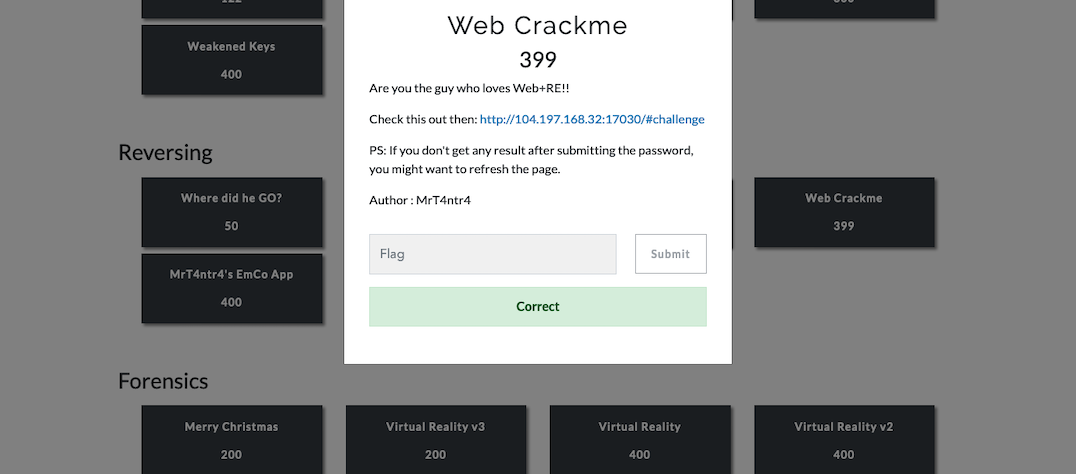 Web Crackme
399
Are you the guy who loves Web+RE!!
Check this out then: http://104.197.168.32:17030/#challenge
PS: If you don't get any result after submitting the password,
you might want to refresh the page.
Author : MrT4ntr4
Flag
Submit
Correct
Weakened Keys
400
Reversing
Where did he GO?
50
Web Crackme
399
MrT4ntr4's EmCo App
400
Forensics
Merry Christmas
200
Virtual Reality v3
200
Virtual Reality
400
Virtual Reality v2
400